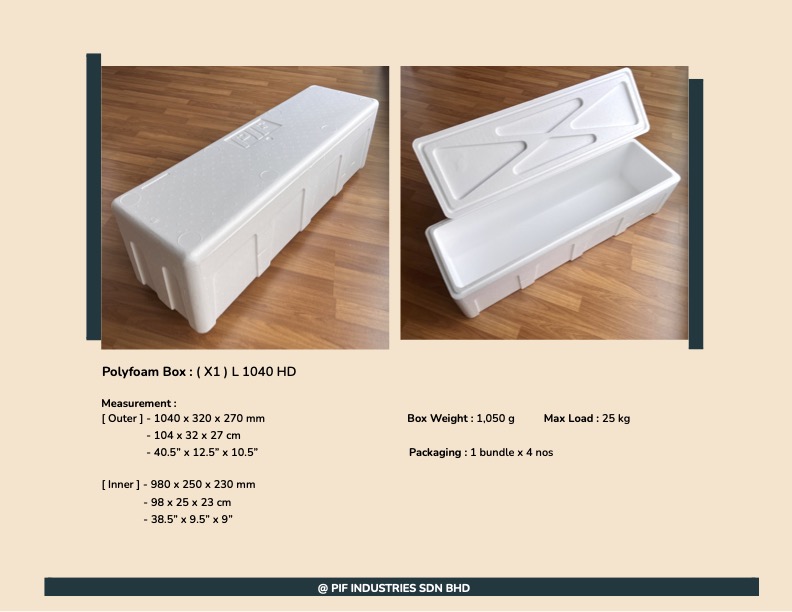 PIF
Polyfoam Box : ( X1 ) L 1040 HD
Measurement :
[ Outer ] - 1040 x 320 x 270 mm
- 104 x 32 x 27 cm
- 40.5” x 12.5” x 10.5”
Box Weight : 1,050 g Max Load : 25 kg
Packaging : 1 bundle x 4 nos
[ Inner ] - 980 x 250 x 230 mm
- 98 x 25 x 23 cm
- 38.5” x 9.5” x 9”
@ PIF INDUSTRIES SDN BHD